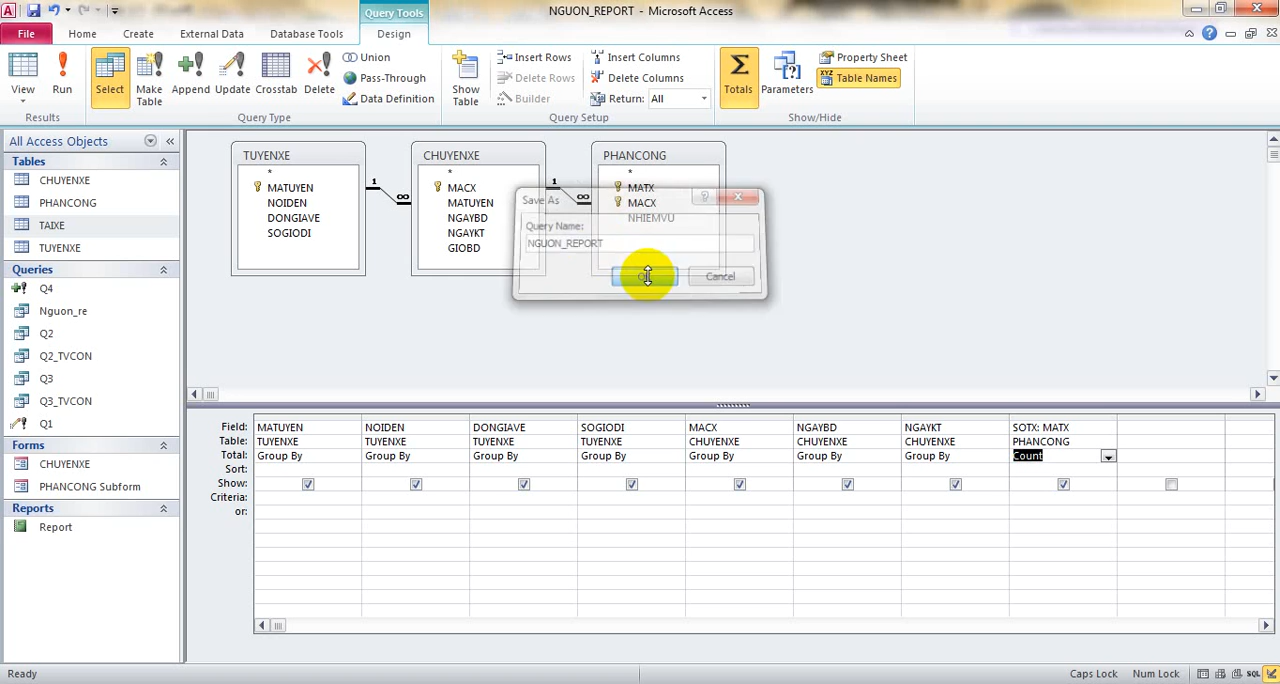 NGUON_REPORT - Microsoft Access
Query Tools
File Home Create External Data Database Tools Design
View
Run
Select
Make Table
Append
Update
Crosstab
Delete
Union
Pass-Through
Data Definition
Show Table
Insert Rows
Delete Rows
Builder
Insert Columns
Delete Columns
Return: All
Totals
Parameters
Property Sheet
Table Names
Results Query Type Query Setup Show/Hide
All Access Objects
Tables
CHUYENXE
PHANCONG
TAIXE
TUYENXE
Queries
Q4
Nguon_re
Q2
Q2_TVCON
Q3
Q3_TVCON
Q1
Forms
CHUYENXE
PHANCONG Subform
Reports
Report
TUYENXE
*
MATUYEN
NOIDEN
DONGIAVE
SOGIODI
1 ∞
CHUYENXE
*
MACX
MATUYEN
NGAYBD
NGAYKT
GIOBD
1 ∞
PHANCONG
*
MATX
MACX
NHIEMVU
Save As
Query Name:
NGUON_REPORT
Cancel
Field: MATUYEN NOIDEN DONGIAVE SOGIODI MACX NGAYBD NGAYKT SOTX: MATX
Table: TUYENXE TUYENXE TUYENXE TUYENXE CHUYENXE CHUYENXE CHUYENXE PHANCONG
Total: Group By Group By Group By Group By Group By Group By Group By Count
Sort:
Show:
Criteria:
or:
Ready Caps Lock Num Lock SQL